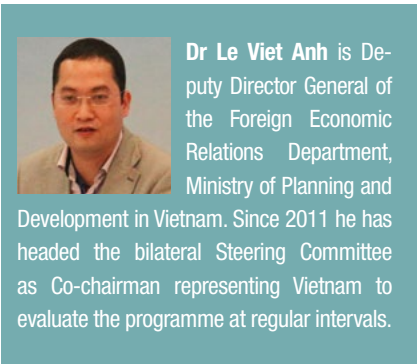 Dr Le Viet Anh is De-
puty Director General of
the Foreign Economic
Relations Department,
Ministry of Planning and
Development in Vietnam. Since 2011 he has
headed the bilateral Steering Committee
as Co-chairman representing Vietnam to
evaluate the programme at regular intervals.